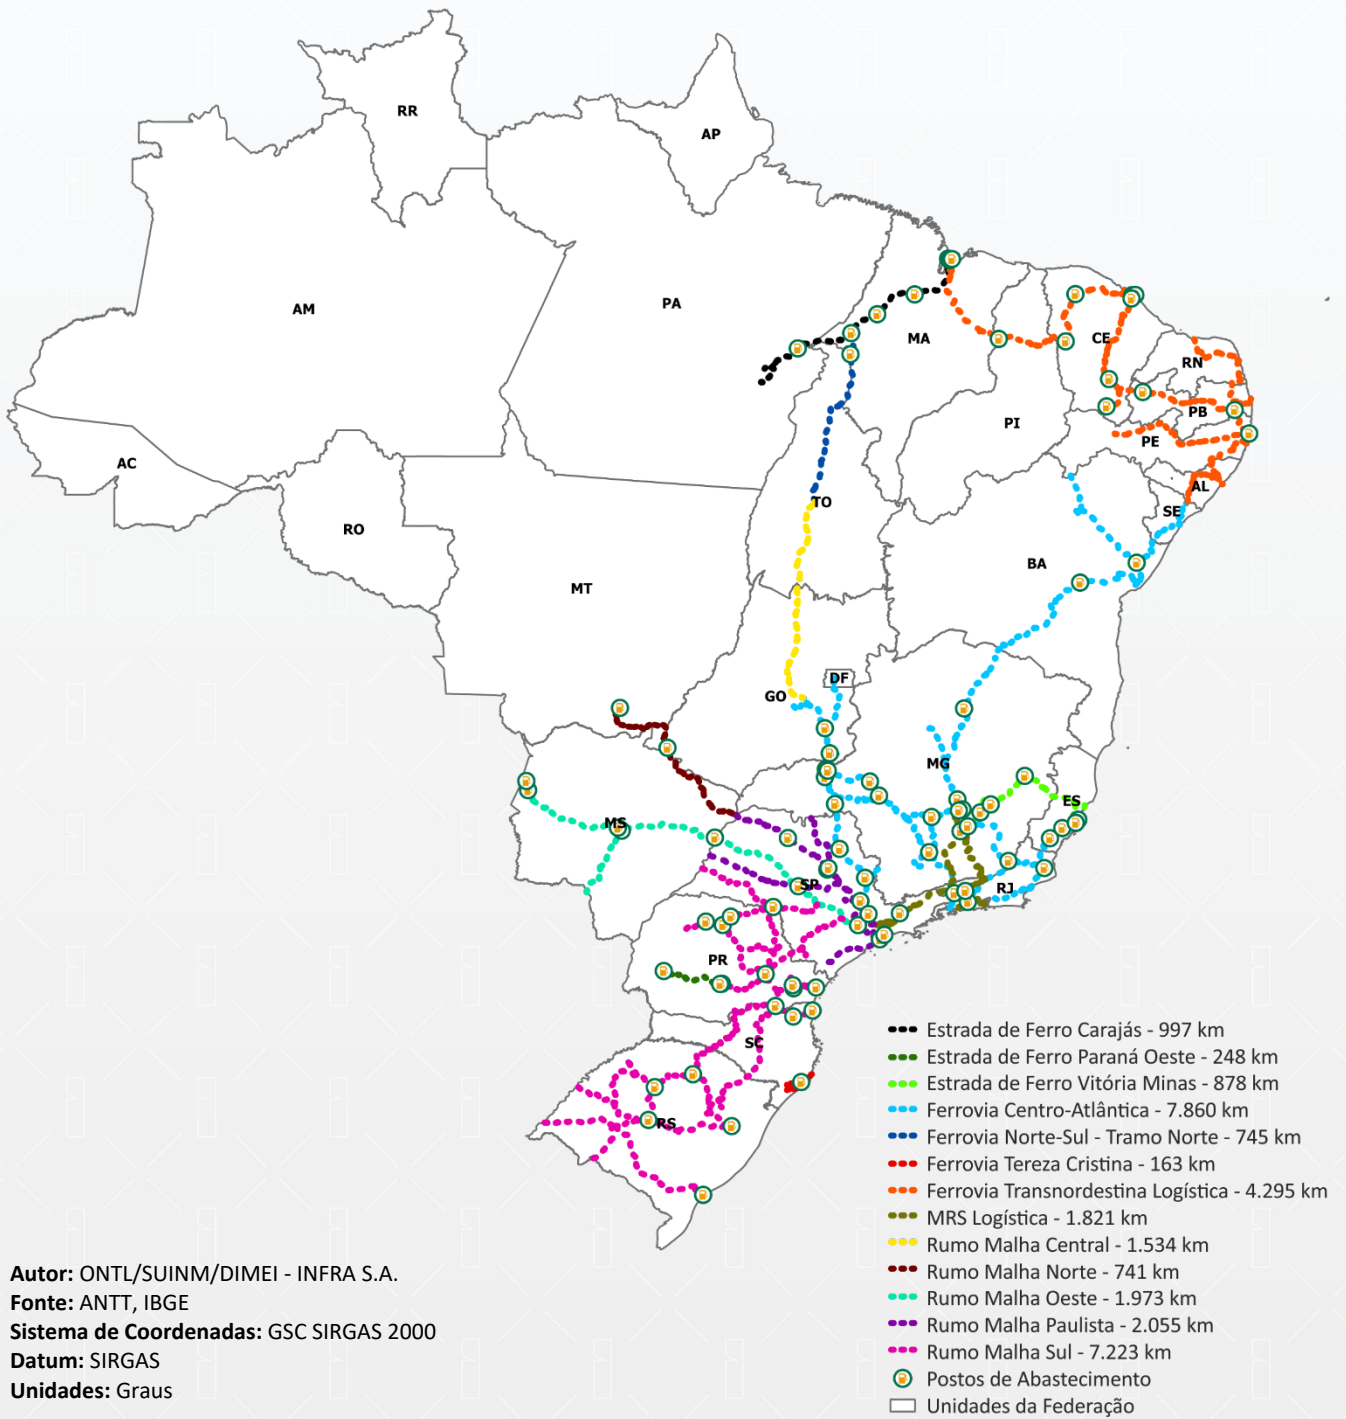 RR
AP
AM
PA
MA
CE
RN
PB
PI
PE
AC
AL
TO
SE
RO
BA
MT
DF
GO
MG
ES
MS
SP
RJ
PR
SC
RS
Estrada de Ferro Carajás - 997 km
Estrada de Ferro Paraná Oeste - 248 km
Estrada de Ferro Vitória Minas - 878 km
Ferrovia Centro-Atlântica - 7.860 km
Ferrovia Norte-Sul - Tramo Norte - 745 km
Ferrovia Tereza Cristina - 163 km
Ferrovia Transnordestina Logística - 4.295 km
MRS Logística - 1.821 km
Rumo Malha Central - 1.534 km
Rumo Malha Norte - 741 km
Rumo Malha Oeste - 1.973 km
Rumo Malha Paulista - 2.055 km
Rumo Malha Sul - 7.223 km
Postos de Abastecimento
Unidades da Federação
Autor: ONTL/SUINM/DIMEI - INFRA S.A.
Fonte: ANTT, IBGE
Sistema de Coordenadas: GSC SIRGAS 2000
Datum: SIRGAS
Unidades: Graus